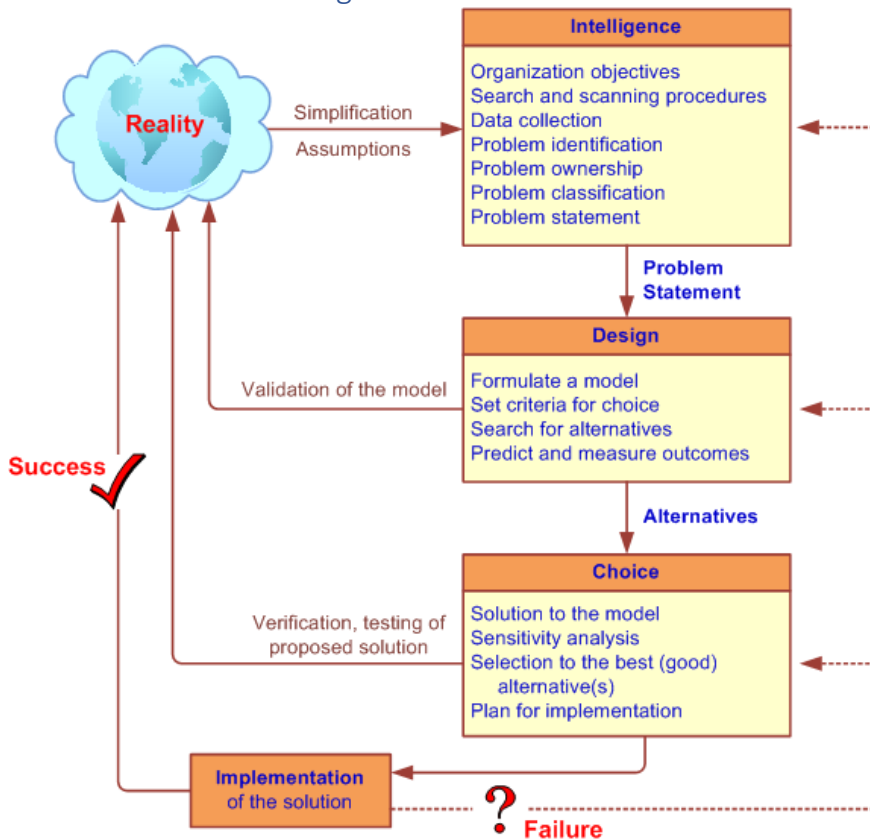 Intelligence
Organization objectives
Search and scanning procedures
Data collection
Problem identification
Problem ownership
Problem classification
Problem statement
Reality
Simplification
Assumptions
Problem
Statement
Design
Formulate a model
Set criteria for choice
Search for alternatives
Predict and measure outcomes
Validation of the model
Success
Alternatives
Choice
Solution to the model
Sensitivity analysis
Selection to the best (good)
alternative(s)
Plan for implementation
Verification, testing of
proposed solution
Implementation
of the solution
?
Failure